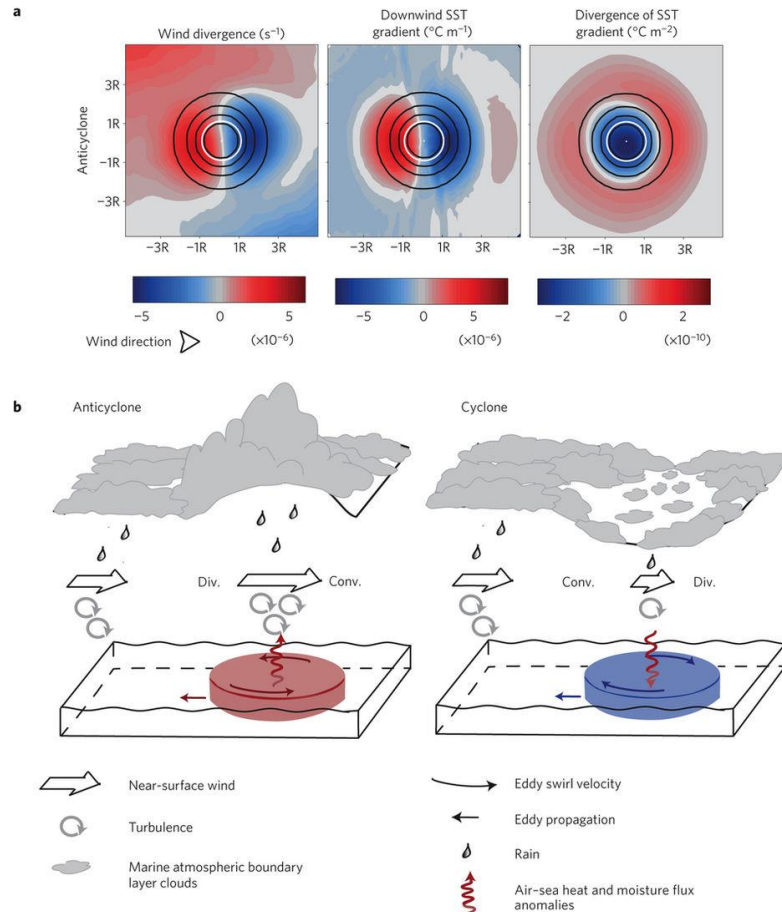 a
Wind divergence (s⁻¹)
Downwind SST
gradient (°C m⁻¹)
Divergence of SST
gradient (°C m⁻²)
Anticyclone
3R
1R
−1R
−3R
−3R −1R 1R 3R
−3R −1R 1R 3R
−3R −1R 1R 3R
−5 0 5
−5 0 5
−2 0 2
Wind direction
(×10⁻⁶)
(×10⁻⁶)
(×10⁻¹⁰)
b
Anticyclone
Cyclone
Div.
Conv.
Conv.
Div.
Near-surface wind
Turbulence
Marine atmospheric boundary
layer clouds
Eddy swirl velocity
Eddy propagation
Rain
Air–sea heat and moisture flux
anomalies